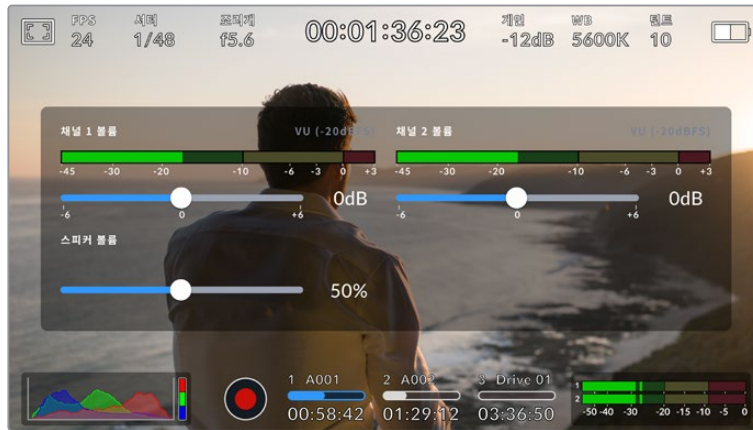 FPS 셔터 조리개 00:01:36:23 게인 WB 틴트
24 1/48 f5.6 -12dB 5600K 10
채널 1 볼륨 VU (-20dBFS) 채널 2 볼륨 VU (-20dBFS)
-45 -30 -20 -10 -6 -3 0 +3 -45 -30 -20 -10 -6 -3 0 +3
0dB 0dB
-6 0 +6 -6 0 +6
스피커 볼륨
50%
1 A001 2 A002 3 Drive 01
00:58:42 01:29:12 03:36:50
1
2
-50 -40 -30 -20 -15 -10 -5 0